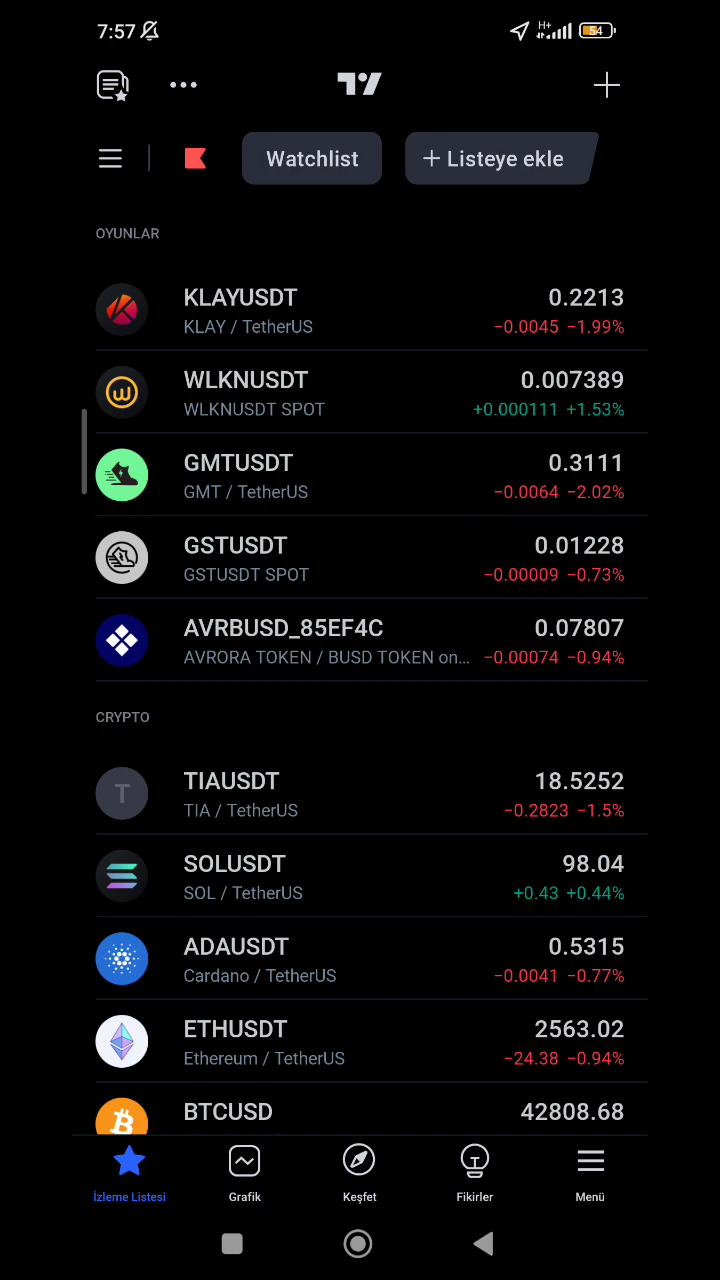 7:57
H+
54
Watchlist
+ Listeye ekle
OYUNLAR
KLAYUSDT 0.2213
KLAY / TetherUS −0.0045 −1.99%
WLKNUSDT 0.007389
WLKNUSDT SPOT +0.000111 +1.53%
GMTUSDT 0.3111
GMT / TetherUS −0.0064 −2.02%
GSTUSDT 0.01228
GSTUSDT SPOT −0.00009 −0.73%
AVRBUSD_85EF4C 0.07807
AVRORA TOKEN / BUSD TOKEN on... −0.00074 −0.94%
CRYPTO
T
TIAUSDT 18.5252
TIA / TetherUS −0.2823 −1.5%
SOLUSDT 98.04
SOL / TetherUS +0.43 +0.44%
ADAUSDT 0.5315
Cardano / TetherUS −0.0041 −0.77%
ETHUSDT 2563.02
Ethereum / TetherUS −24.38 −0.94%
BTCUSD 42808.68
İzleme Listesi Grafik Keşfet Fikirler Menü